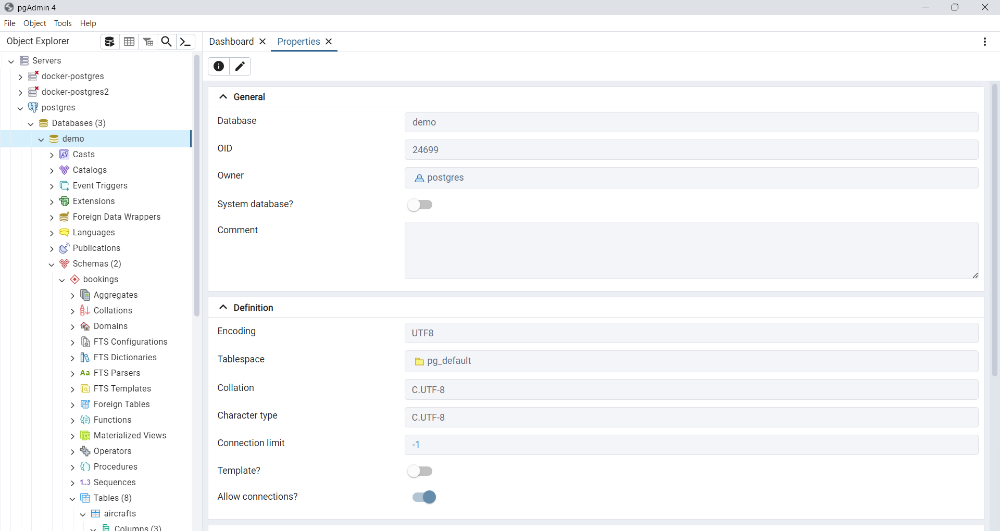 pgAdmin 4
File Object Tools Help
Object Explorer
Dashboard Properties
Servers
docker-postgres
docker-postgres2
postgres
Databases (3)
demo
Casts
Catalogs
Event Triggers
Extensions
Foreign Data Wrappers
Languages
Publications
Schemas (2)
bookings
Aggregates
Collations
Domains
FTS Configurations
FTS Dictionaries
Aa FTS Parsers
FTS Templates
Foreign Tables
Functions
Materialized Views
Operators
Procedures
1..3 Sequences
Tables (8)
aircrafts
Columns (3)
General
Database demo
OID 24699
Owner postgres
System database?
Comment
Definition
Encoding UTF8
Tablespace pg_default
Collation C.UTF-8
Character type C.UTF-8
Connection limit -1
Template?
Allow connections?